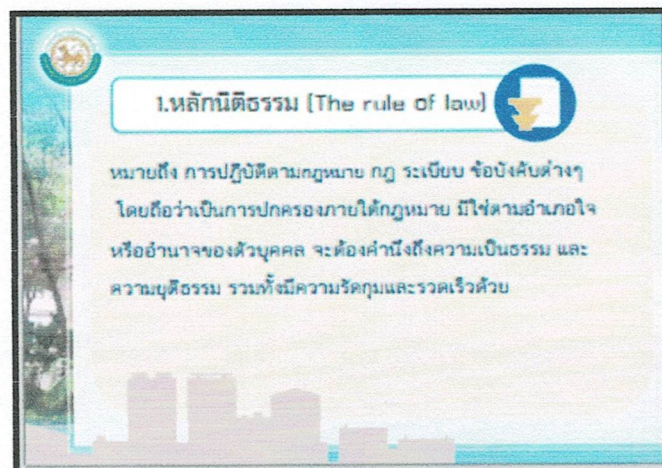 1.หลักนิติธรรม (The rule of law)
หมายถึง การปฏิบัติตามกฎหมาย กฎ ระเบียบ ข้อบังคับต่างๆ
โดยถือว่าเป็นการปกครองภายใต้กฎหมาย มิใช่ตามอำเภอใจ
หรืออำนาจของตัวบุคคล จะต้องคำนึงถึงความเป็นธรรม และ
ความยุติธรรม รวมทั้งมีความรัดกุมและรวดเร็วด้วย